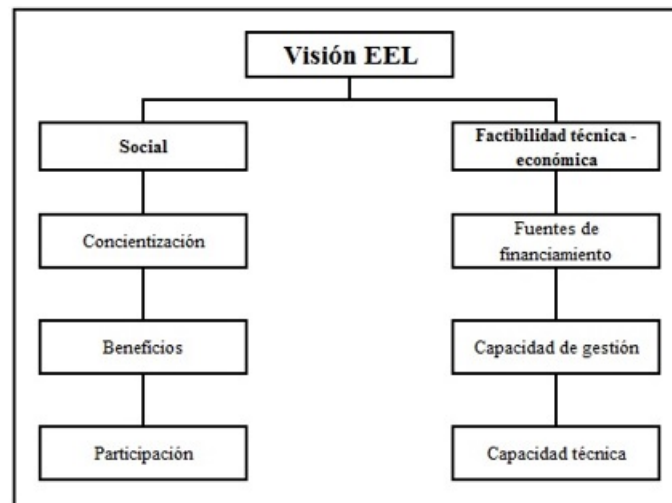 Visión EEL
Social
Concientización
Beneficios
Participación
Factibilidad técnica -
económica
Fuentes de
financiamiento
Capacidad de gestión
Capacidad técnica